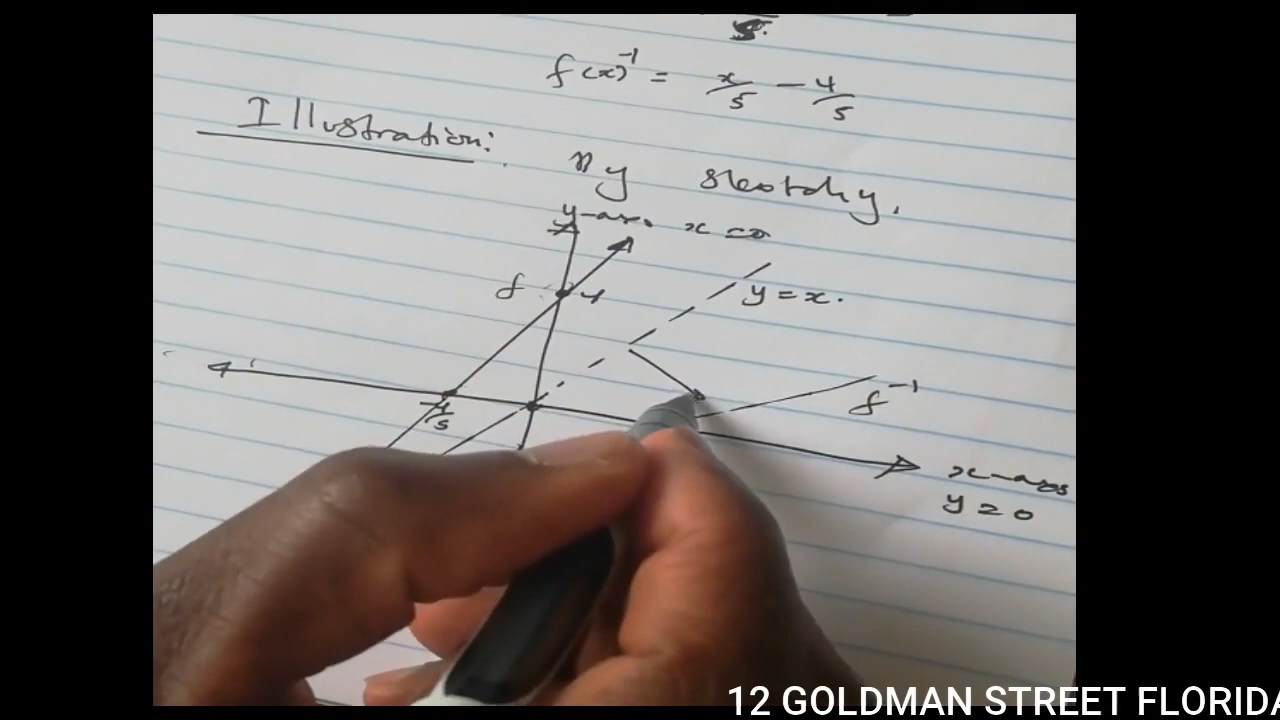 f(x)⁻¹ = x/5 - 4/5
Illustration:
By sketchy.
y-axis x = 0
y = x.
f 4
f⁻¹
-4/5
x-axis
y = 0
12 GOLDMAN STREET FLORIDA